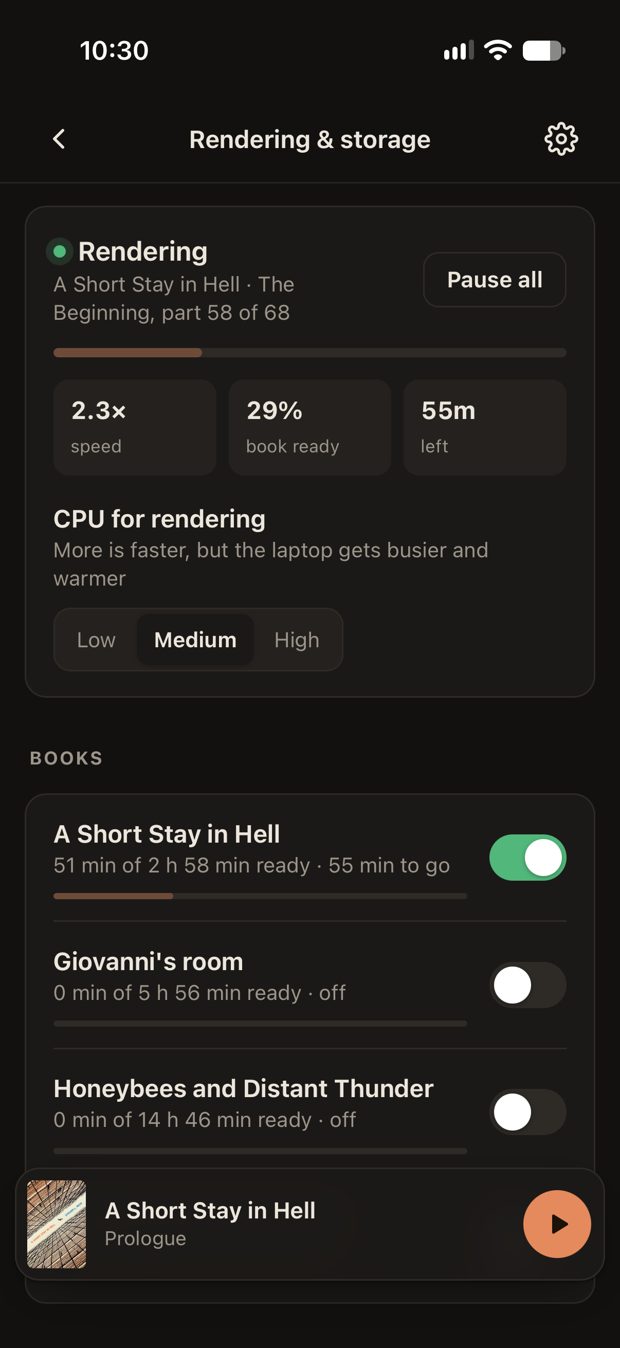 10:30
Rendering & storage
Rendering
A Short Stay in Hell · The
Beginning, part 58 of 68
Pause all
2.3×
speed
29%
book ready
55m
left
CPU for rendering
More is faster, but the laptop gets busier and
warmer
Low
Medium
High
BOOKS
A Short Stay in Hell
51 min of 2 h 58 min ready · 55 min to go
Giovanni's room
0 min of 5 h 56 min ready · off
Honeybees and Distant Thunder
0 min of 14 h 46 min ready · off
A Short Stay in Hell
Prologue